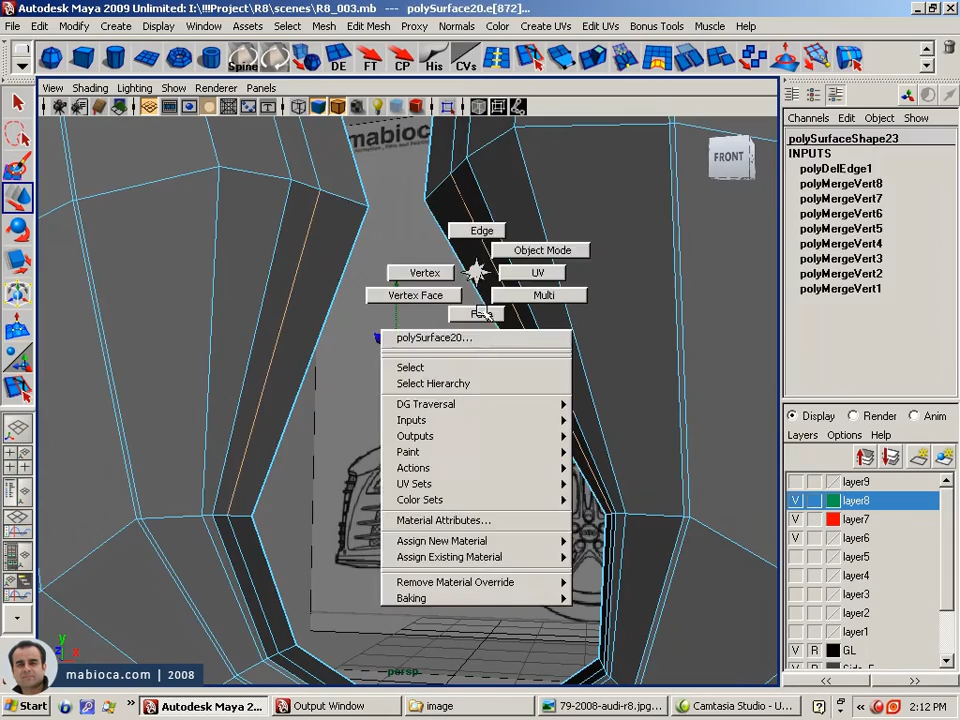 Autodesk Maya 2009 Unlimited: I:\!!!Project\R8\scenes\R8_003.mb --- polySurface20.e[872]...
File Edit Modify Create Display Window Assets Select Mesh Edit Mesh Proxy Normals Color Create UVs Edit UVs Bonus Tools Muscle Help
Spine DE FT CP His CVs
View Shading Lighting Show Renderer Panels
Channels Edit Object Show
mabioca
FRONT
polySurfaceShape23
INPUTS
polyDelEdge1
polyMergeVert8
polyMergeVert7
polyMergeVert6
polyMergeVert5
polyMergeVert4
polyMergeVert3
polyMergeVert2
polyMergeVert1
Edge
Object Mode
Vertex
UV
Vertex Face
Multi
polySurface20...
Select
Select Hierarchy
DG Traversal
Inputs
Outputs
Paint
Actions
UV Sets
Color Sets
Material Attributes...
Assign New Material
Assign Existing Material
Remove Material Override
Baking
Display Render Anim
Layers Options Help
layer9
V layer8
V layer7
V layer6
layer5
layer4
layer3
layer2
layer1
V R GL
y
z x
persp
mabioca.com | 2008
<< >>
Start Autodesk Maya 2... Output Window image 79-2008-audi-r8.jpg... Camtasia Studio - U... 2:12 PM